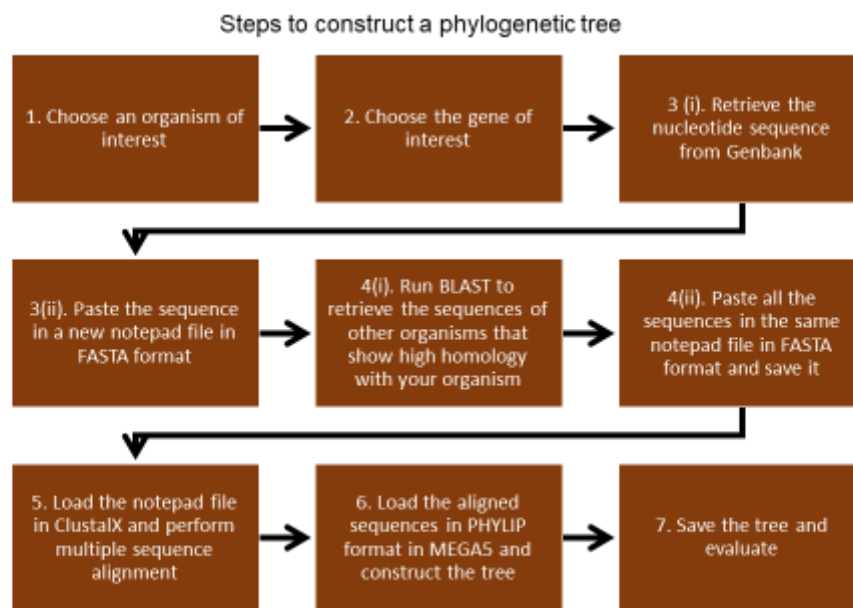 Steps to construct a phylogenetic tree
1. Choose an organism of
interest
2. Choose the gene of
interest
3 (i). Retrieve the
nucleotide sequence
from Genbank
3(ii). Paste the sequence
in a new notepad file in
FASTA format
4(i). Run BLAST to
retrieve the sequences of
other organisms that
show high homology
with your organism
4(ii). Paste all the
sequences in the same
notepad file in FASTA
format and save it
5. Load the notepad file
in ClustalX and perform
multiple sequence
alignment
6. Load the aligned
sequences in PHYLIP
format in MEGA5 and
construct the tree
7. Save the tree and
evaluate